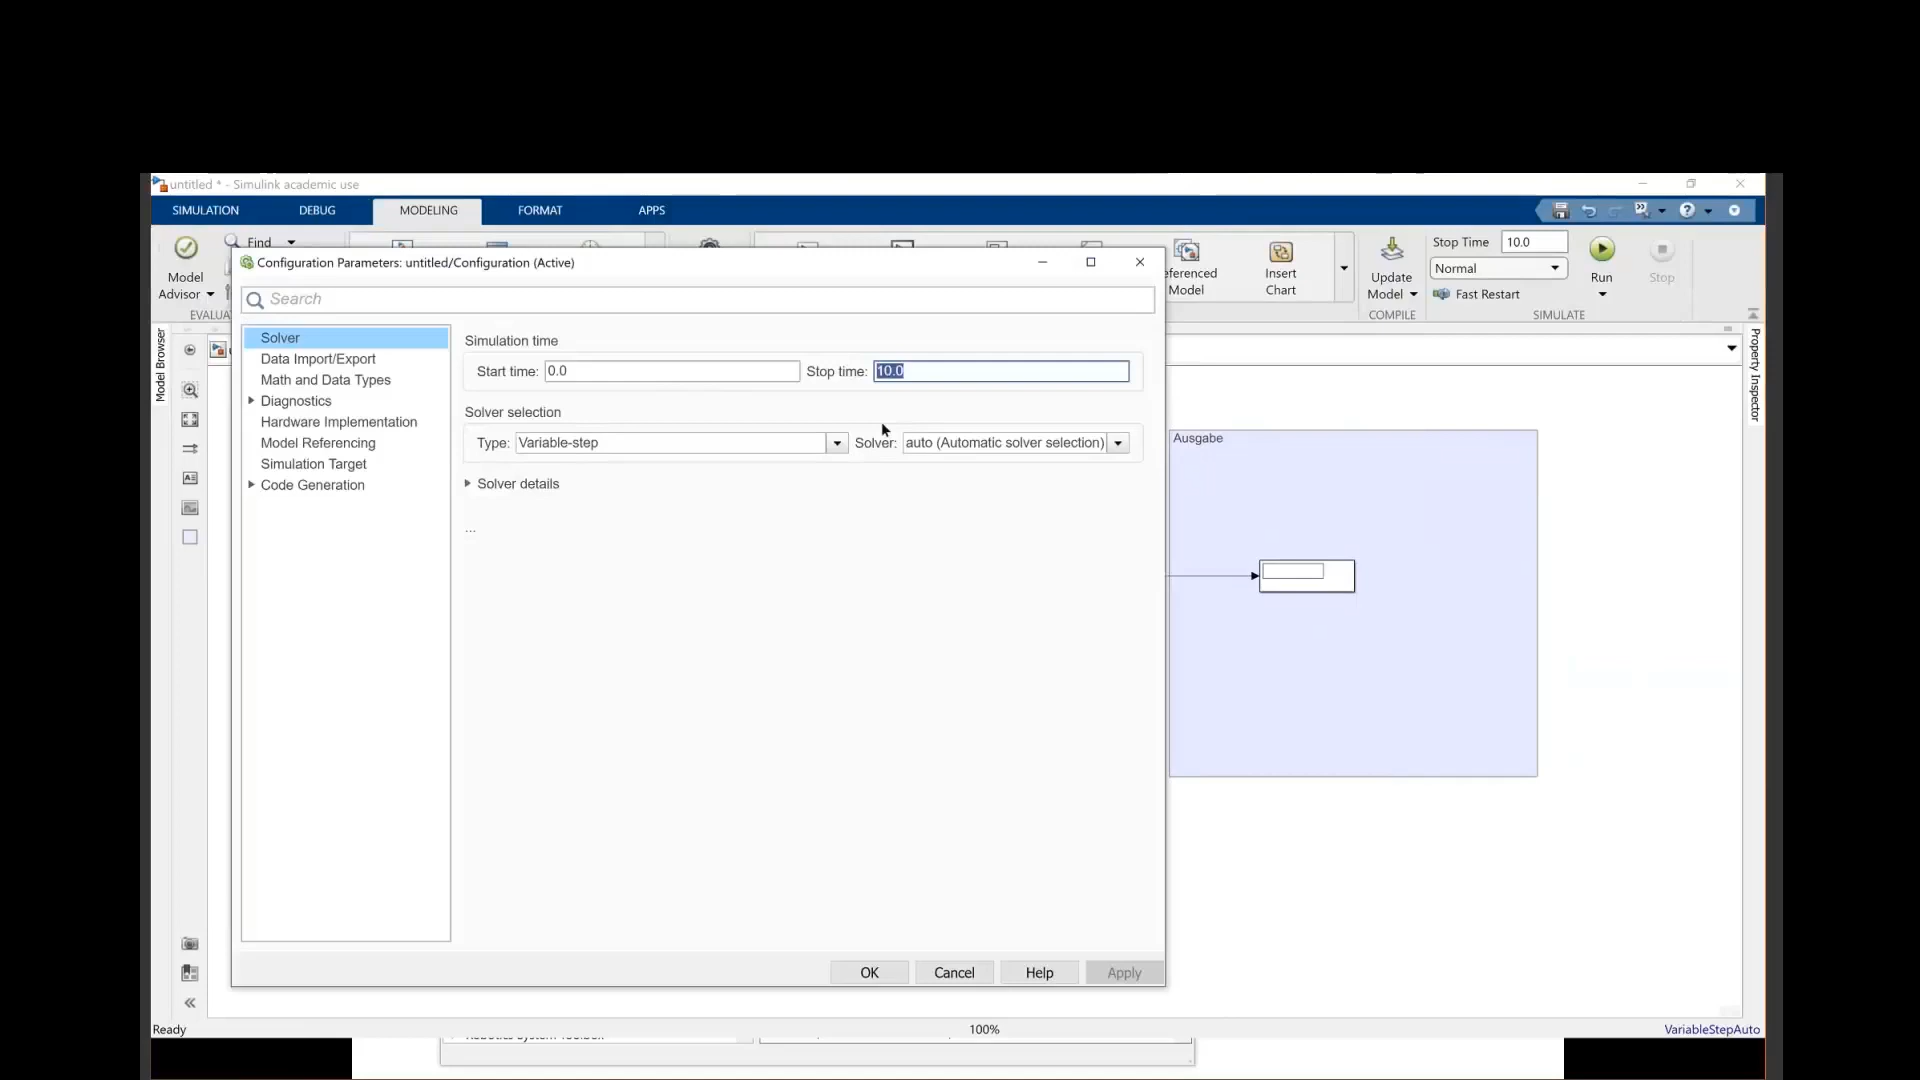 untitled * - Simulink academic use
SIMULATION DEBUG MODELING FORMAT APPS
Find
Model
Advisor
Model
Insert
Chart
Update
Model
Stop Time 10.0
Normal
Fast Restart
Run
Stop
COMPILE
SIMULATE
Configuration Parameters: untitled/Configuration (Active)
Search
Model Browser
Property Inspector
Solver
Data Import/Export
Math and Data Types
Diagnostics
Hardware Implementation
Model Referencing
Simulation Target
Code Generation
Simulation time
Start time: 0.0 Stop time: 10.0
Solver selection
Type: Variable-step Solver: auto (Automatic solver selection)
Solver details
...
Ausgabe
OK Cancel Help Apply
Ready 100% VariableStepAuto